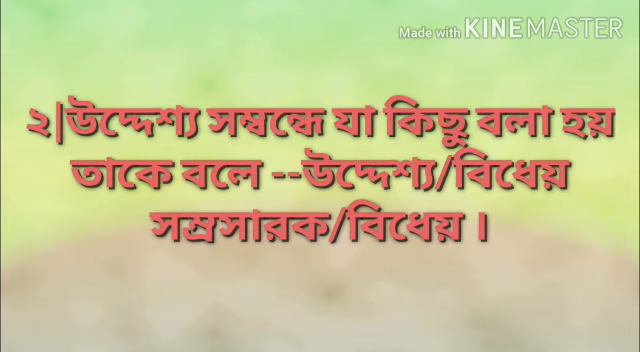 Made with KINEMASTER
২|উদ্দেশ্য সম্বন্ধে যা কিছু বলা হয়
তাকে বলে --উদ্দেশ্য/বিধেয়
সম্রসারক/বিধেয় ।